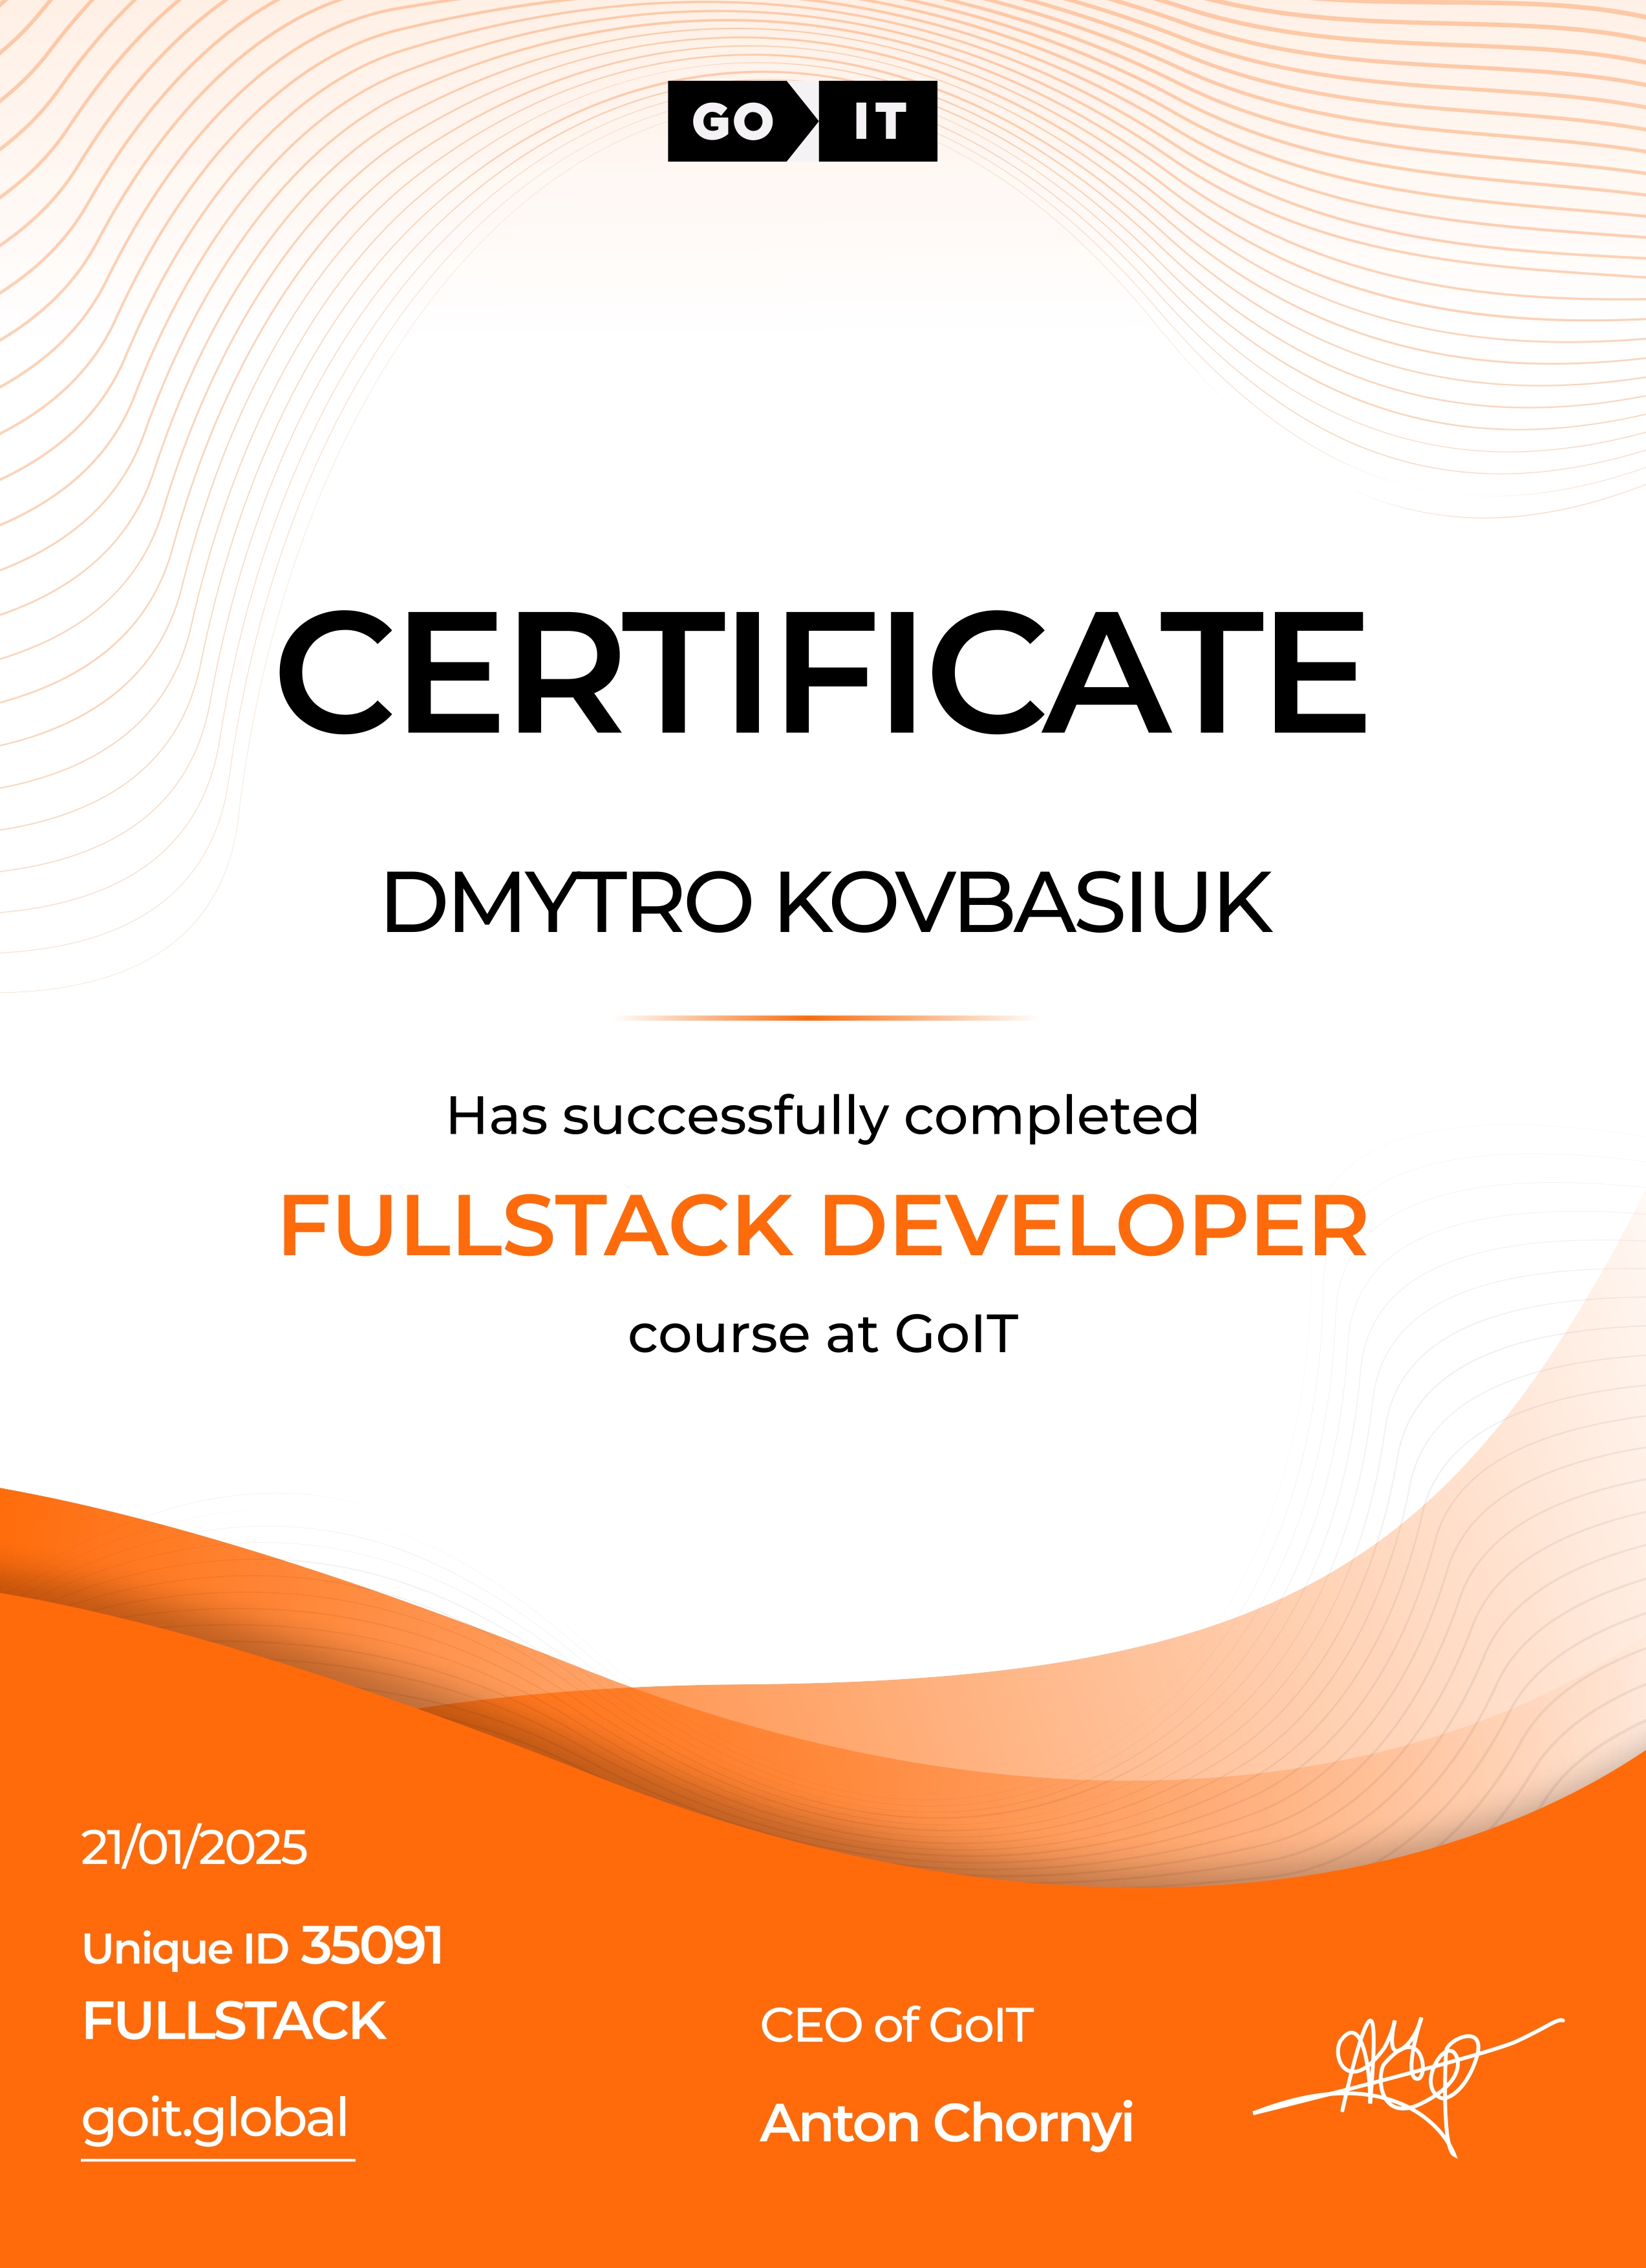 GO IT
CERTIFICATE
DMYTRO KOVBASIUK
Has successfully completed
FULLSTACK DEVELOPER
course at GoIT
21/01/2025
Unique ID 35091
FULLSTACK
goit.global
CEO of GoIT
Anton Chornyi